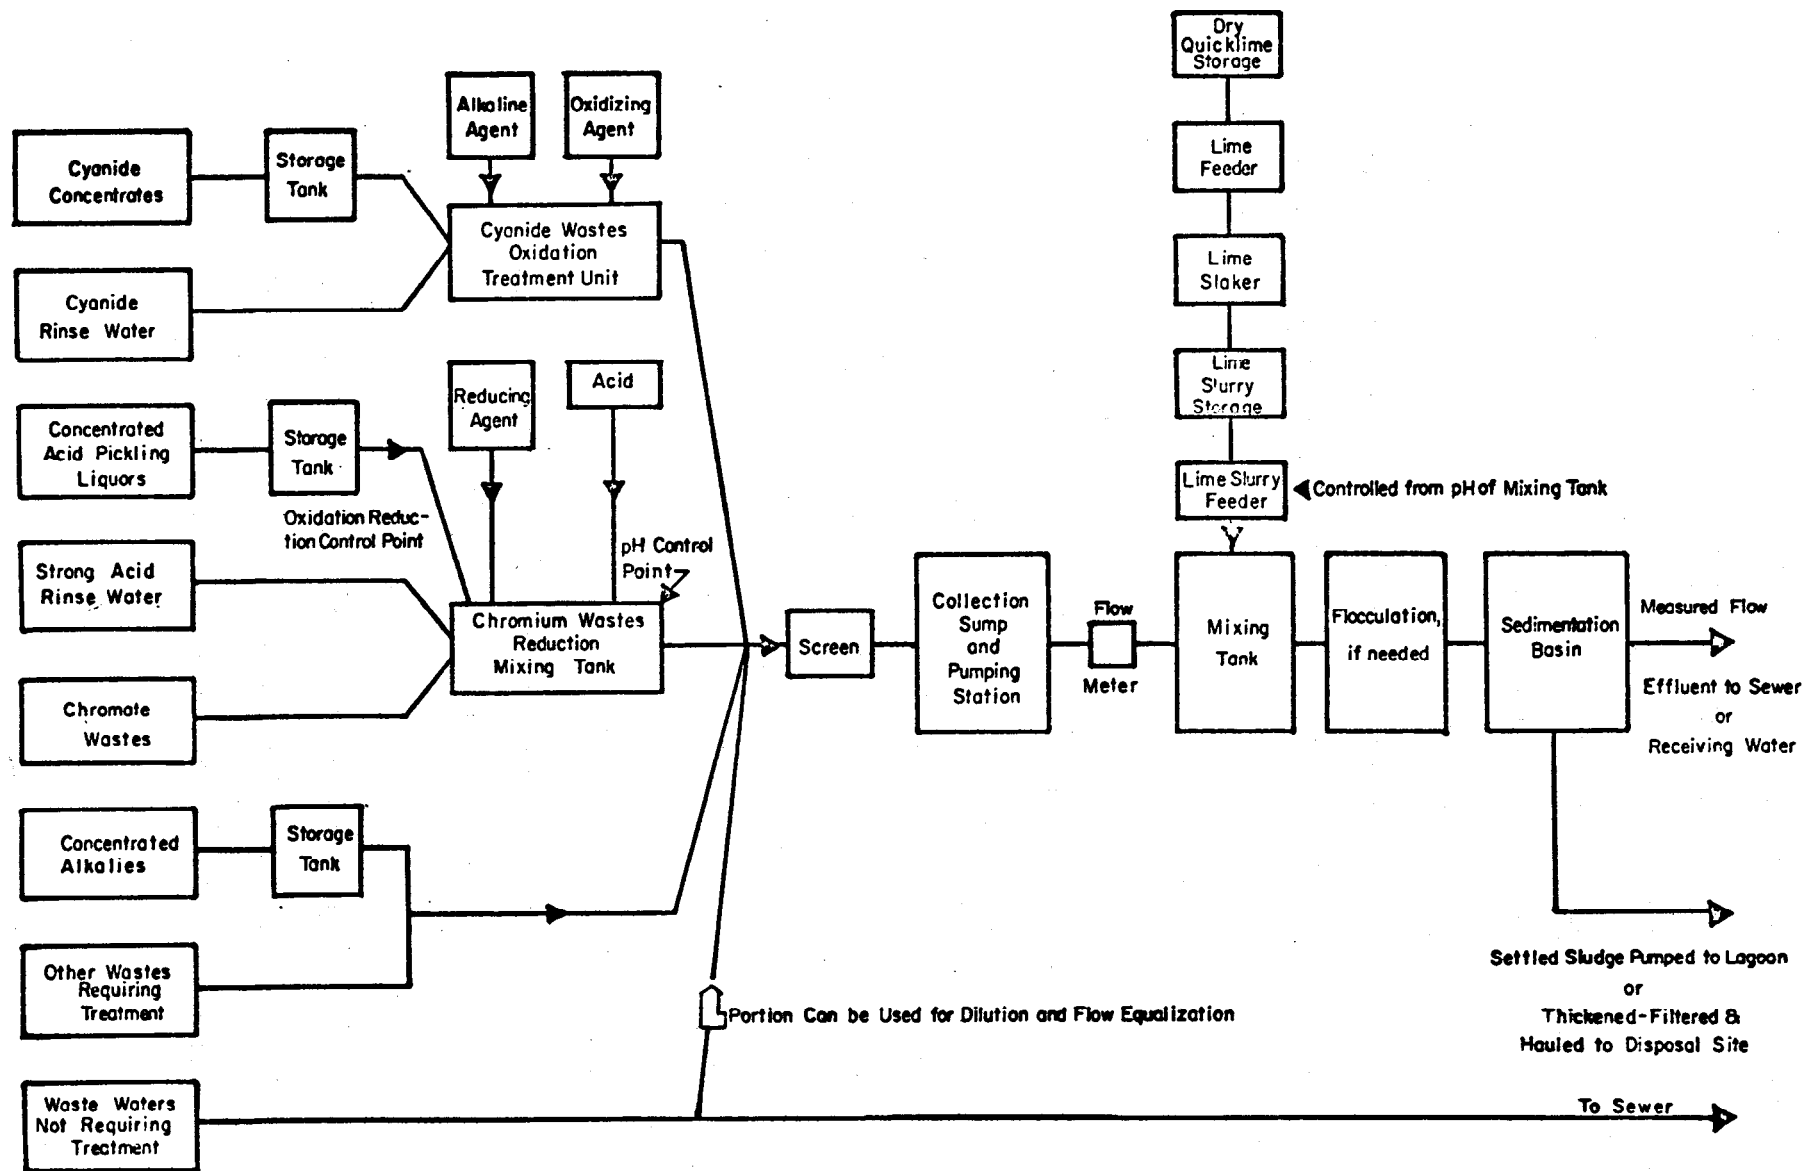 Dry
Quicklime
Storage
Alkaline
Agent
Oxidizing
Agent
Cyanide
Concentrates
Storage
Tank
Lime
Feeder
Cyanide Wastes
Oxidation
Treatment Unit
Lime
Slaker
Cyanide
Rinse Water
Reducing
Agent
Acid
Lime
Slurry
Storage
Concentrated
Acid Pickling
Liquors
Storage
Tank
Lime Slurry
Feeder
Controlled from pH of Mixing Tank
Oxidation Reduc-
tion Control Point
pH Control
Point
Strong Acid
Rinse Water
Chromium Wastes
Reduction
Mixing Tank
Screen
Collection
Sump
and
Pumping
Station
Flow
Meter
Mixing
Tank
Flocculation,
if needed
Sedimentation
Basin
Measured Flow
Effluent to Sewer
or
Receiving Water
Chromate
Wastes
Concentrated
Alkalies
Storage
Tank
Other Wastes
Requiring
Treatment
Portion Can be Used for Dilution and Flow Equalization
Settled Sludge Pumped to Lagoon
or
Thickened-Filtered &
Hauled to Disposal Site
Waste Waters
Not Requiring
Treatment
To Sewer